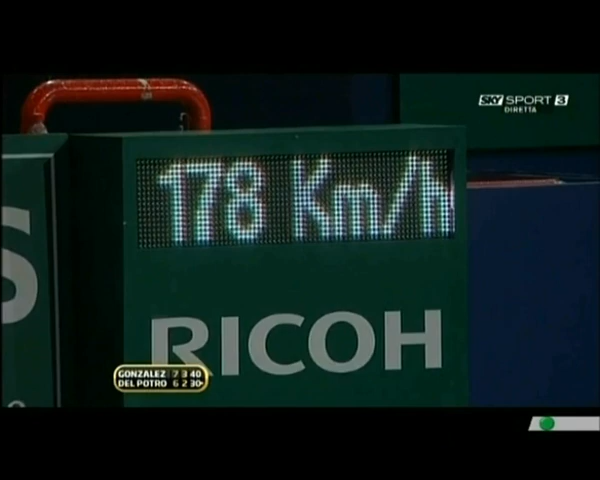 SKY SPORT 3
DIRETTA
178 Km/h
RICOH
GONZALEZ 7 3 40
DEL POTRO 6 2 30
S